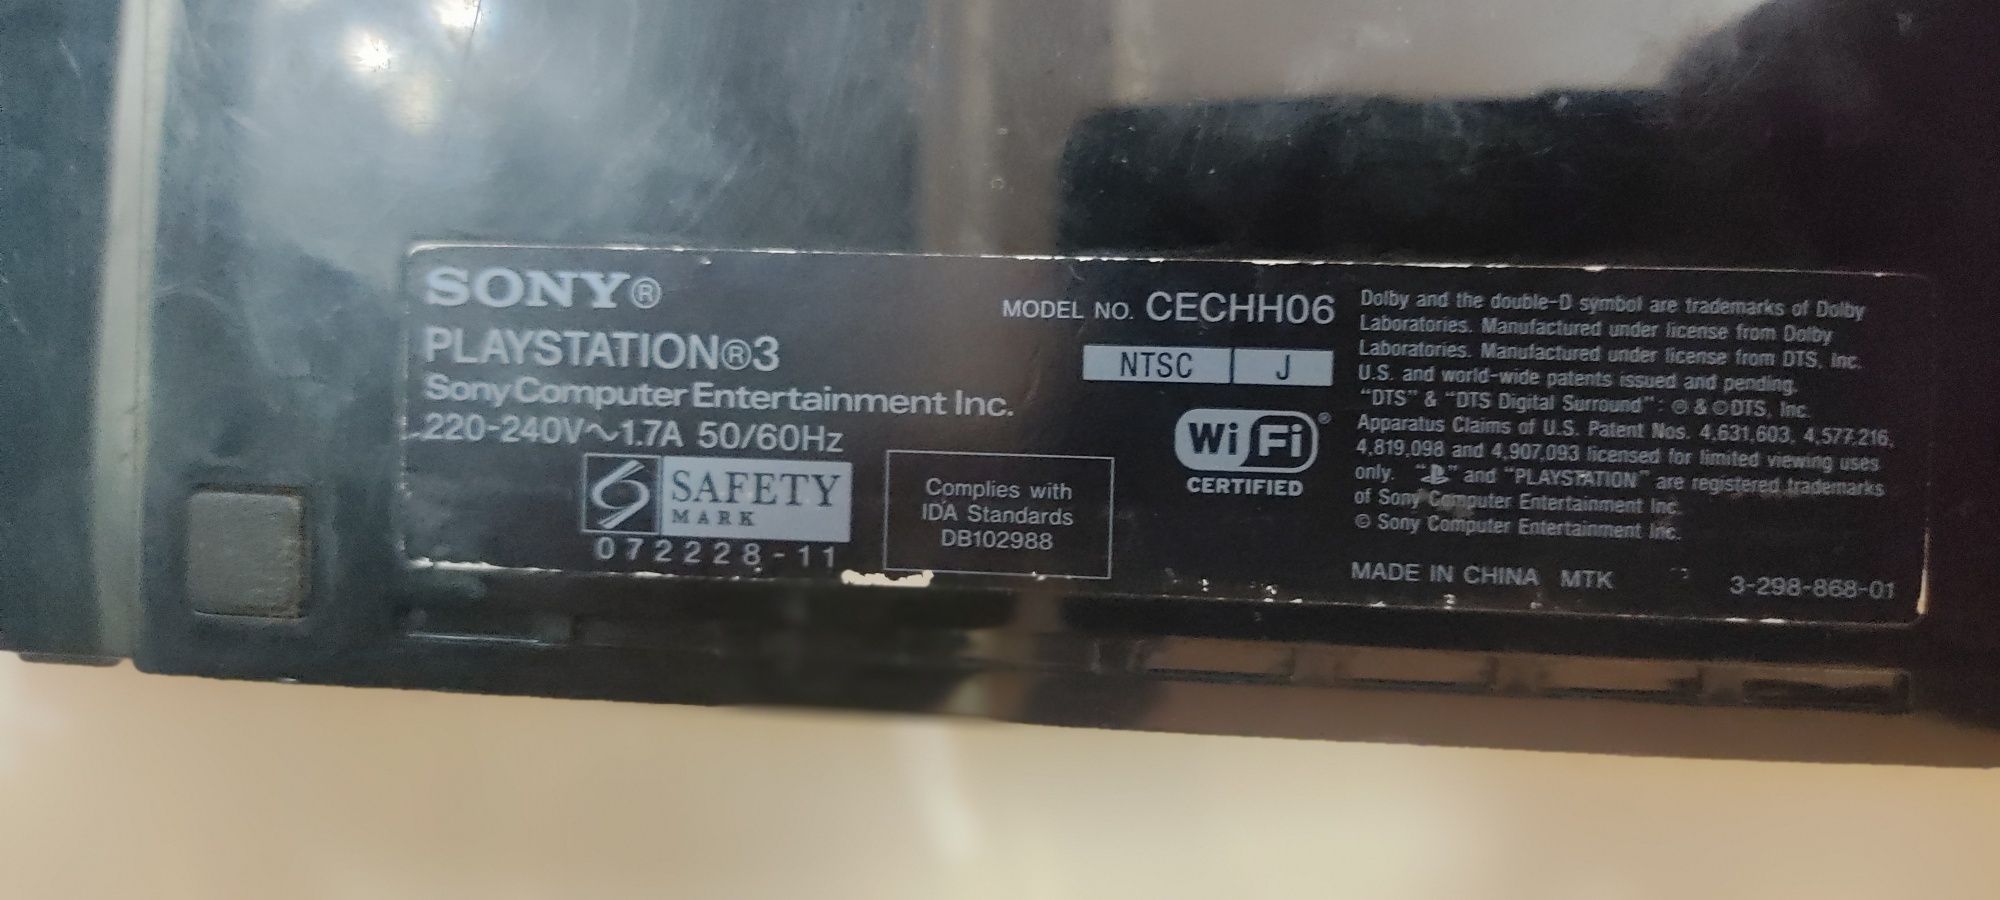 SONY®
PLAYSTATION®3
Sony Computer Entertainment Inc.
220-240V~1.7A 50/60Hz
SAFETY
MARK
072228-11
Complies with
IDA Standards
DB102988
MODEL NO. CECHH06
NTSC J
Wi Fi®
CERTIFIED
Dolby and the double-D symbol are trademarks of Dolby
Laboratories. Manufactured under license from Dolby
Laboratories. Manufactured under license from DTS, Inc.
U.S. and world-wide patents issued and pending.
"DTS" & "DTS Digital Surround": ℗ & © DTS, Inc.
Apparatus Claims of U.S. Patent Nos. 4,631,603, 4,577,216,
4,819,098 and 4,907,093 licensed for limited viewing uses
only. "" and "PLAYSTATION" are registered trademarks
of Sony Computer Entertainment Inc.
© Sony Computer Entertainment Inc.
MADE IN CHINA MTK
3-298-868-01